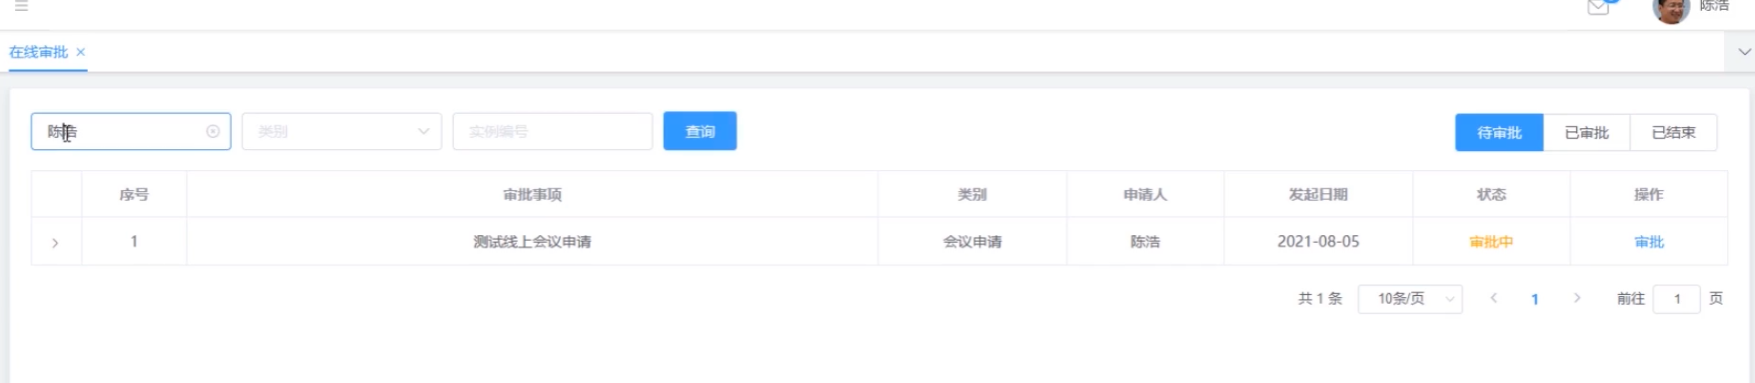 陈浩
在线审批
陈浩 类别 实例编号 查询 待审批 已审批 已结束
序号 审批事项 类别 申请人 发起日期 状态 操作
1 测试线上会议申请 会议申请 陈浩 2021-08-05 审批中 审批
共 1 条 10条/页 1 前往 1 页